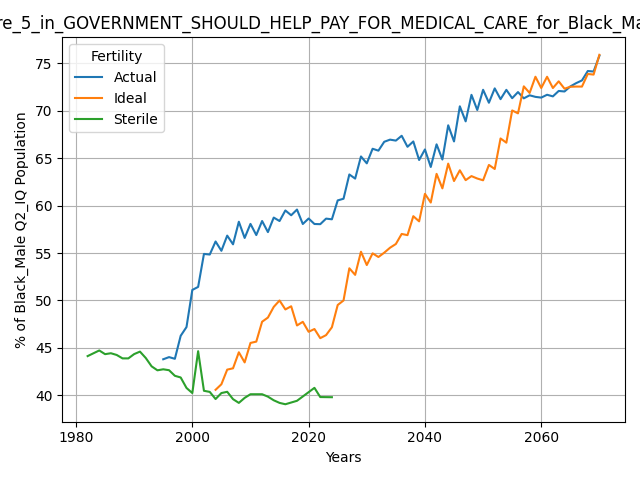 re_5_in_GOVERNMENT_SHOULD_HELP_PAY_FOR_MEDICAL_CARE_for_Black_Ma
Fertility
Actual
Ideal
Sterile
% of Black_Male Q2_IQ Population
75
70
65
60
55
50
45
40
1980
2000
2020
2040
2060
Years